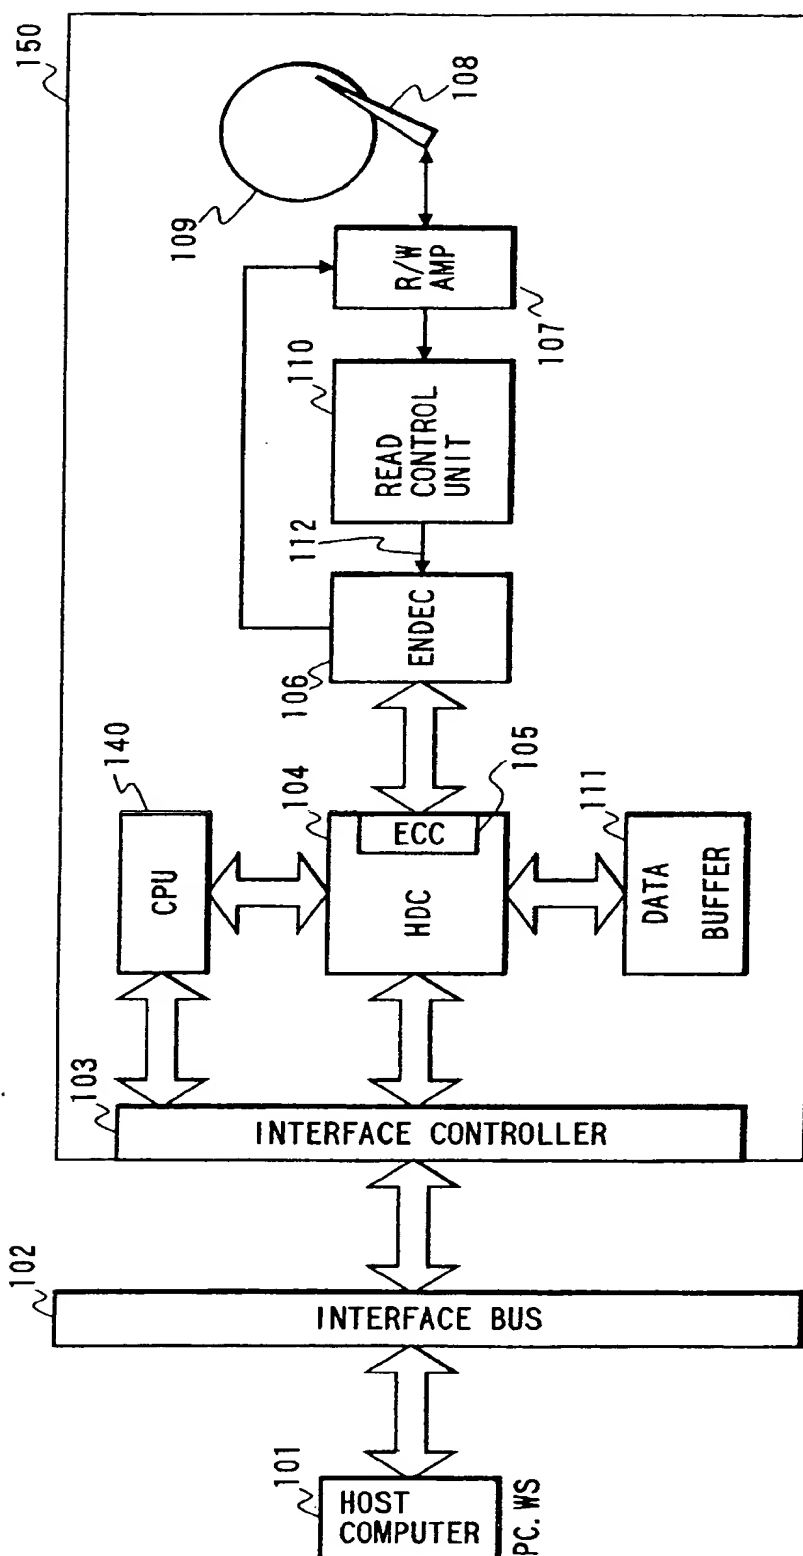 150
108
109
R/W
AMP
107
110
READ
CONTROL
UNIT
112
ENDEC
106
140
CPU
104
ECC
105
HDC
111
DATA
BUFFER
103
INTERFACE CONTROLLER
102
INTERFACE BUS
101
HOST
COMPUTER
PC. WS